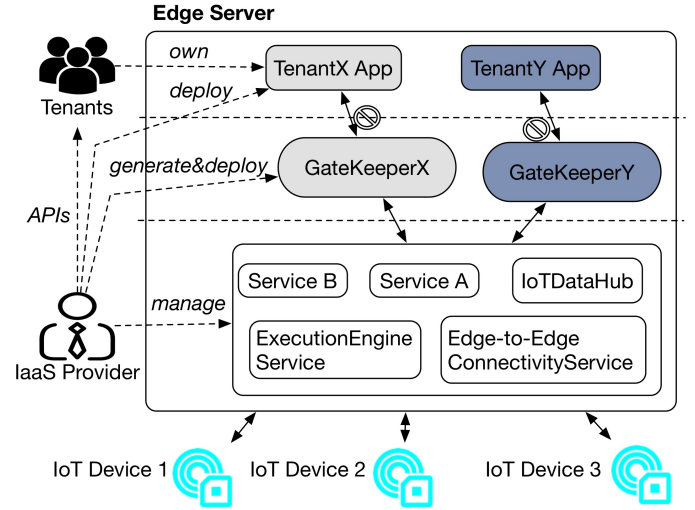 Edge Server
own
TenantX App
TenantY App
Tenants
deploy
generate&deploy
GateKeeperX
GateKeeperY
APIs
Service B
Service A
IoTDataHub
manage
ExecutionEngine
Service
Edge-to-Edge
ConnectivityService
IaaS Provider
IoT Device 1
IoT Device 2
IoT Device 3